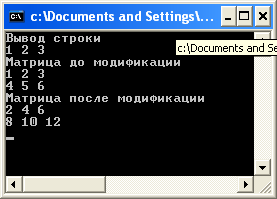 c:\Documents and Settings\...
Вывод строки
1 2 3
c:\Documents and Se
Матрица до модификации
1 2 3
4 5 6
Матрица после модификации
2 4 6
8 10 12